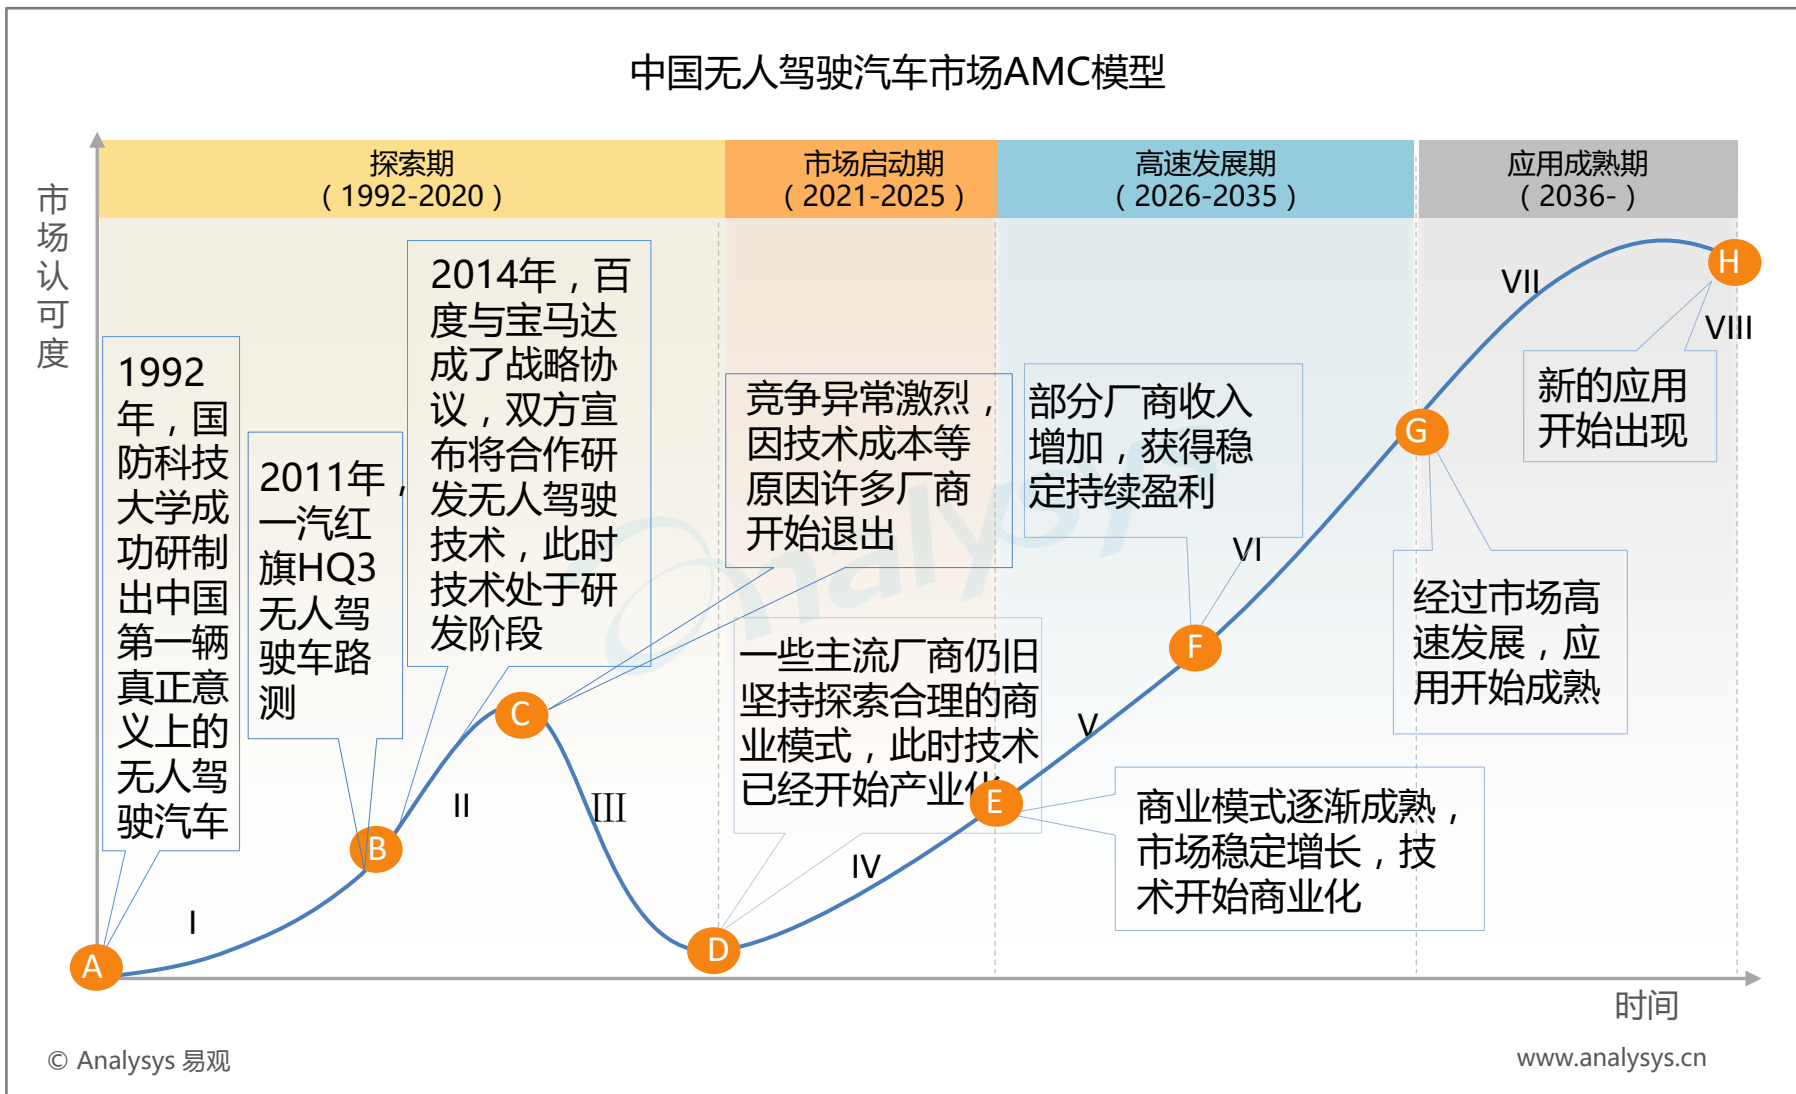 中国无人驾驶汽车市场AMC模型
探索期
（1992-2020）
市场启动期
（2021-2025）
高速发展期
（2026-2035）
应用成熟期
（2036-）
市场认可度
1992
年，国
防科技
大学成
功研制
出中国
第一辆
真正意
义上的
无人驾
驶汽车
2011年，
一汽红
旗HQ3
无人驾
驶车路
测
2014年，百
度与宝马达
成了战略协
议，双方宣
布将合作研
发无人驾驶
技术，此时
技术处于研
发阶段
竞争异常激烈，
因技术成本等
原因许多厂商
开始退出
一些主流厂商仍旧
坚持探索合理的商
业模式，此时技术
已经开始产业化
部分厂商收入
增加，获得稳
定持续盈利
商业模式逐渐成熟，
市场稳定增长，技
术开始商业化
经过市场高
速发展，应
用开始成熟
新的应用
开始出现
A
B
C
D
E
F
G
H
I
II
III
IV
V
VI
VII
VIII
Analysys
时间
© Analysys 易观
www.analysys.cn